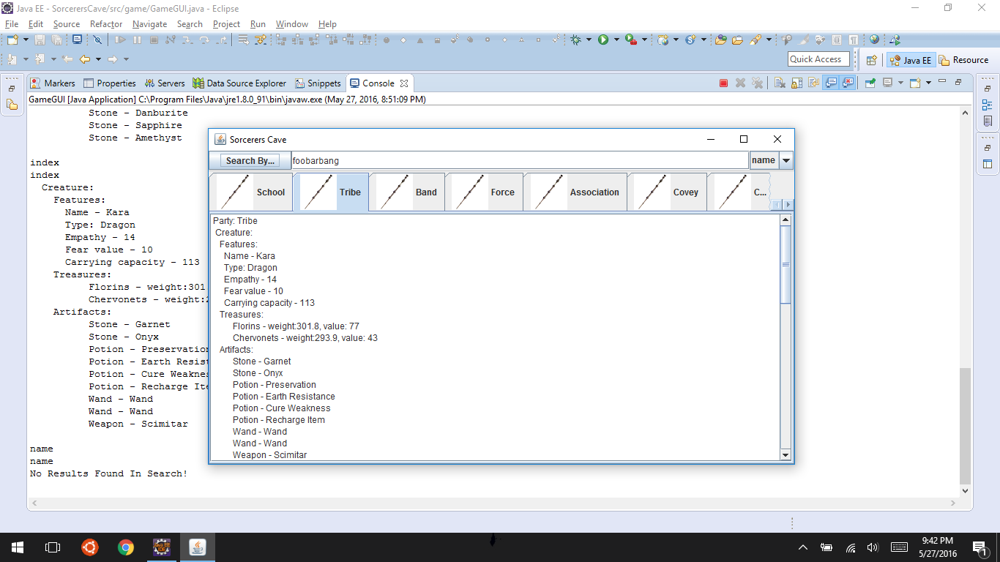 Java EE - SorcerersCave/src/game/GameGUI.java - Eclipse
File Edit Source Refactor Navigate Search Project Run Window Help
Quick Access
Java EE
Resource
Markers Properties Servers Data Source Explorer Snippets Console
GameGUI [Java Application] C:\Program Files\Java\jre1.8.0_91\bin\javaw.exe (May 27, 2016, 8:51:09 PM)
Stone - Danburite
Stone - Sapphire
Stone - Amethyst
index
index
Creature:
Features:
Name - Kara
Type: Dragon
Empathy - 14
Fear value - 10
Carrying capacity - 113
Treasures:
Florins - weight:301
Chervonets - weight:2
Artifacts:
Stone - Garnet
Stone - Onyx
Potion - Preservation
Potion - Earth Resist
Potion - Cure Weaknes
Potion - Recharge Ite
Wand - Wand
Wand - Wand
Weapon - Scimitar
name
name
No Results Found In Search!
Sorcerers Cave
Search By... foobarbang name
School Tribe Band Force Association Covey C...
Party: Tribe
Creature:
Features:
Name - Kara
Type: Dragon
Empathy - 14
Fear value - 10
Carrying capacity - 113
Treasures:
Florins - weight:301.8, value: 77
Chervonets - weight:293.9, value: 43
Artifacts:
Stone - Garnet
Stone - Onyx
Potion - Preservation
Potion - Earth Resistance
Potion - Cure Weakness
Potion - Recharge Item
Wand - Wand
Wand - Wand
Weapon - Scimitar
Java EE
IDE
9:42 PM
5/27/2016
1